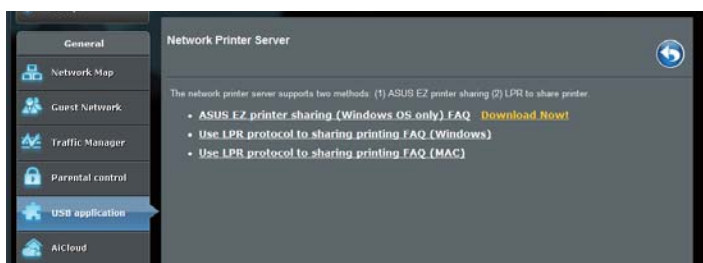 General
Network Map
Guest Network
Traffic Manager
Parental control
USB application
AiCloud
Network Printer Server
The network printer server supports two methods: (1) ASUS EZ printer sharing (2) LPR to share printer.
ASUS EZ printer sharing (Windows OS only) FAQ Download Now!
Use LPR protocol to sharing printing FAQ (Windows)
Use LPR protocol to sharing printing FAQ (MAC)